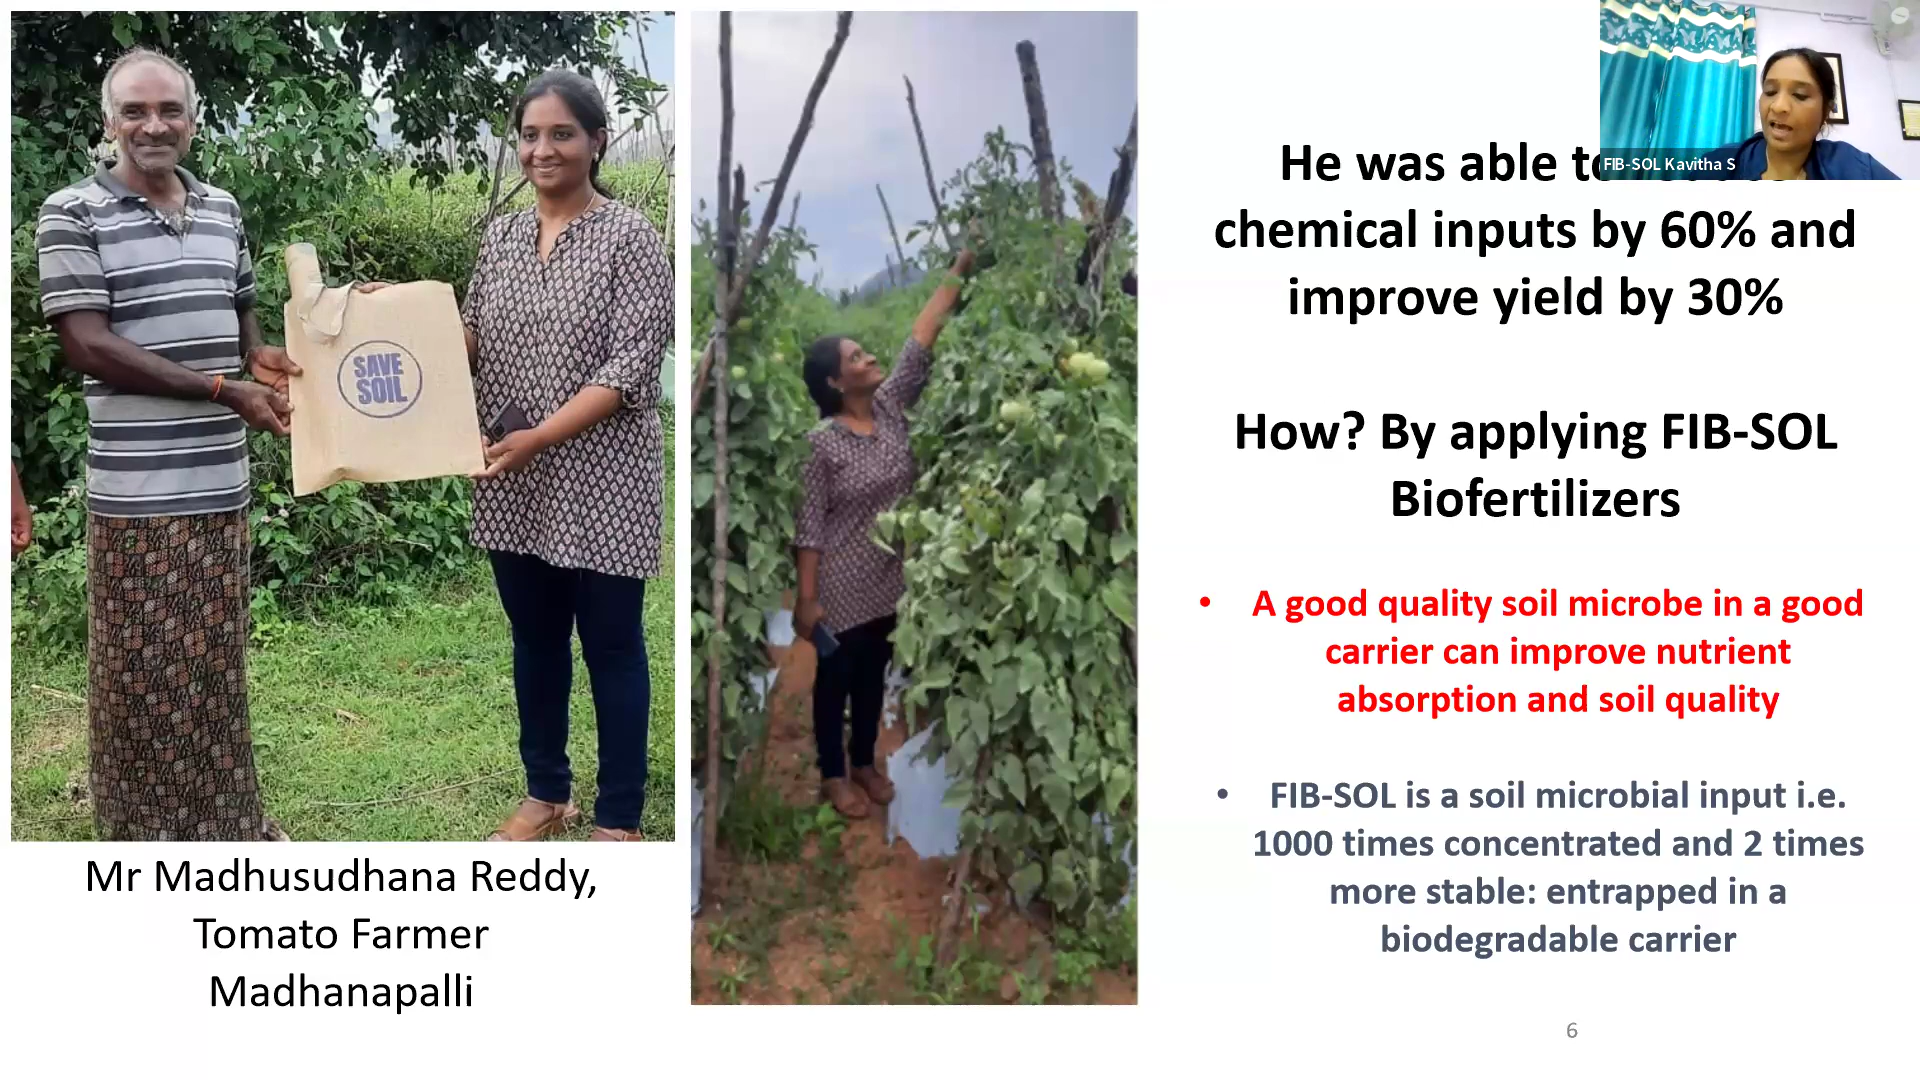 SAVE
SOIL
Mr Madhusudhana Reddy,
Tomato Farmer
Madhanapalli
FIB-SOL Kavitha S
He was able to
chemical inputs by 60% and
improve yield by 30%
How? By applying FIB-SOL
Biofertilizers
• A good quality soil microbe in a good
carrier can improve nutrient
absorption and soil quality
• FIB-SOL is a soil microbial input i.e.
1000 times concentrated and 2 times
more stable: entrapped in a
biodegradable carrier
6